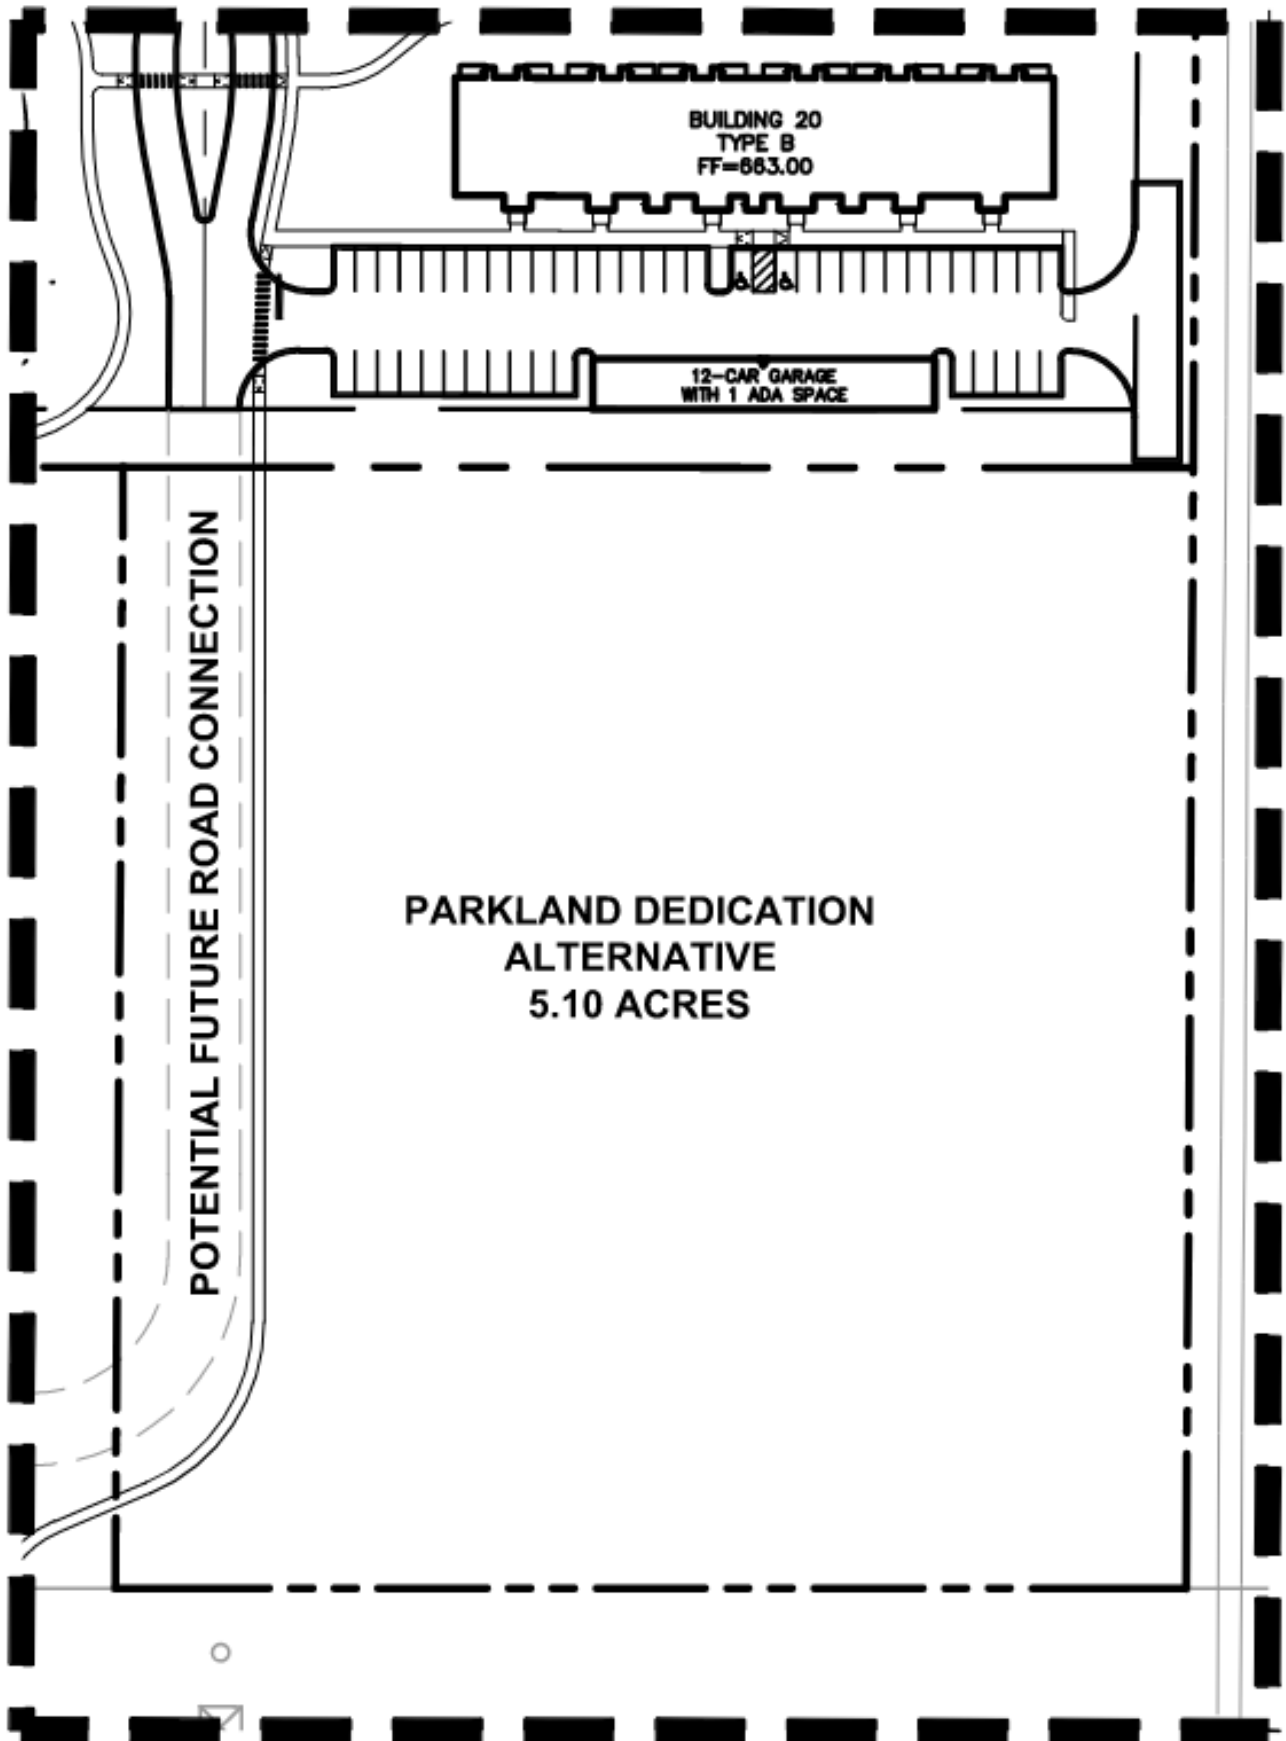 BUILDING 20
TYPE B
FF=663.00
12-CAR GARAGE
WITH 1 ADA SPACE
POTENTIAL FUTURE ROAD CONNECTION
PARKLAND DEDICATION
ALTERNATIVE
5.10 ACRES